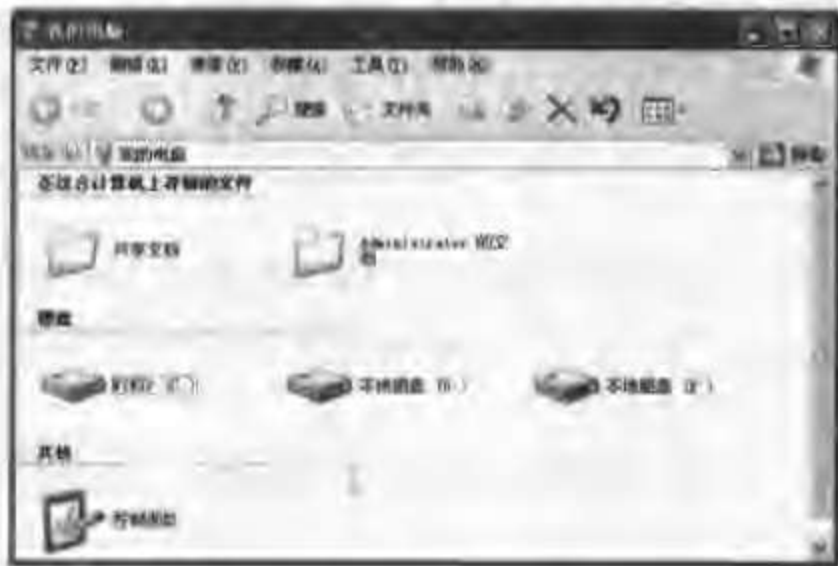 我的电脑
文件(F) 编辑(E) 查看(V) 收藏(A) 工具(T) 帮助(H)
搜索 文件夹
我的电脑 转到
在这台计算机上存储的文件
共享文档
Administrator 的文档
硬盘
(C:) 本地磁盘 本地磁盘
其他
控制面板